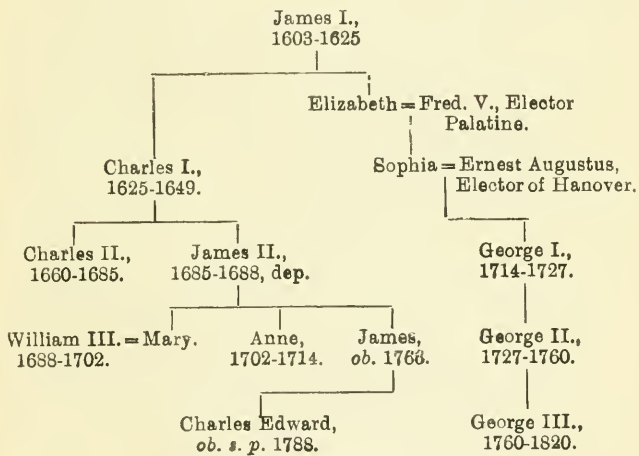 James I.,
1603-1625
Elizabeth = Fred. V., Elector
Palatine.
Charles I.,
1625-1649.
Sophia = Ernest Augustus,
Elector of Hanover.
Charles II.,
1660-1685.
James II.,
1685-1688, dep.
George I.,
1714-1727.
William III. = Mary.
1688-1702.
Anne,
1702-1714.
James,
ob. 1766.
George II.,
1727-1760.
Charles Edward,
ob. s. p. 1788.
George III.,
1760-1820.